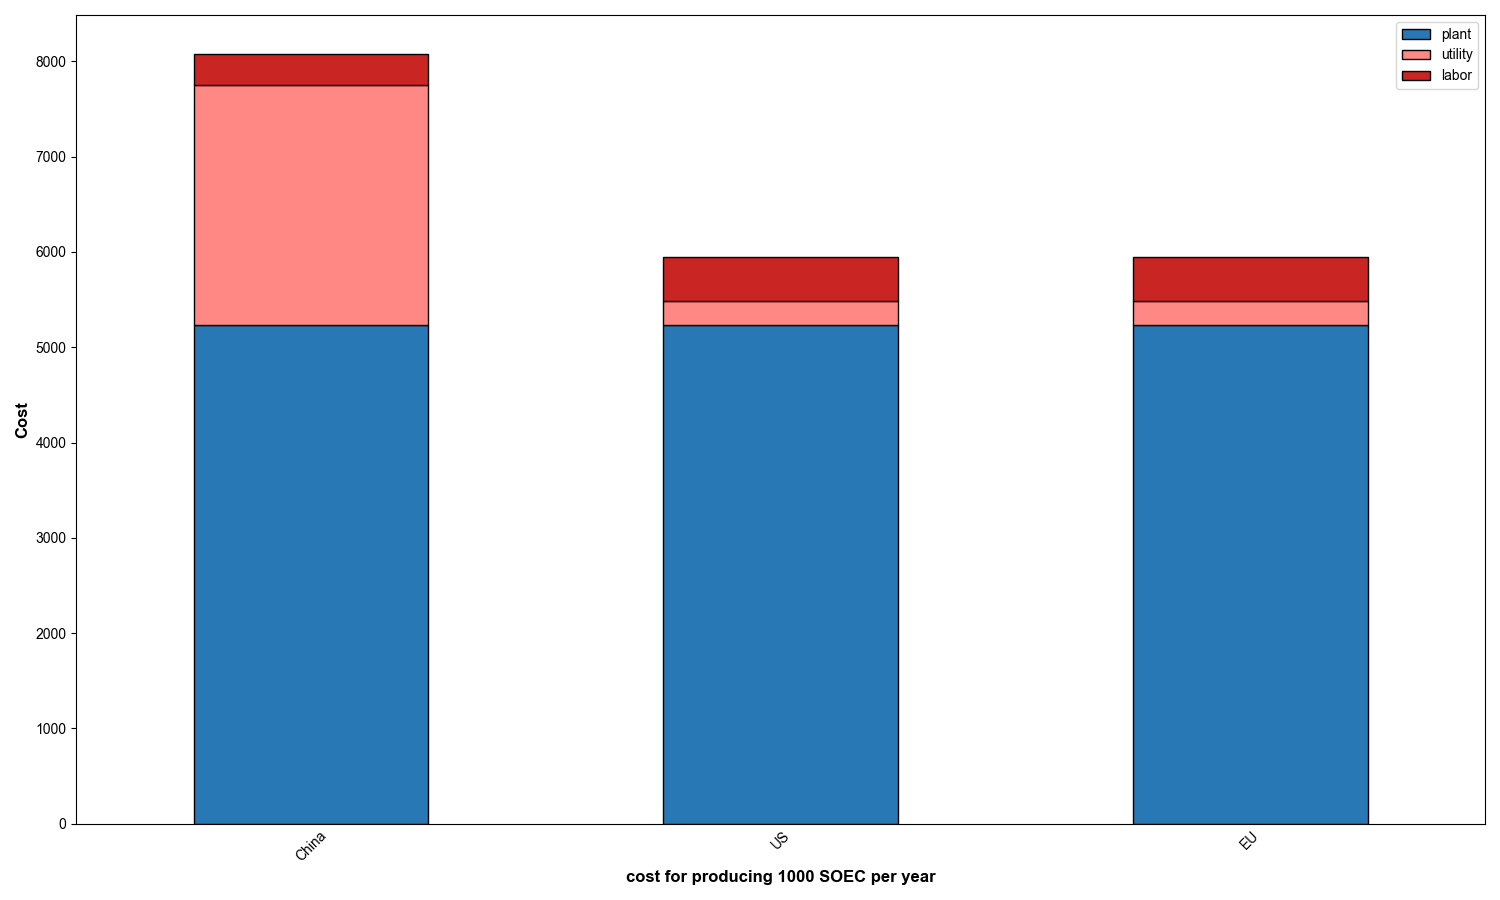 plant
utility
labor
8000
7000
6000
5000
4000
3000
2000
1000
0
Cost
China
US
EU
cost for producing 1000 SOEC per year